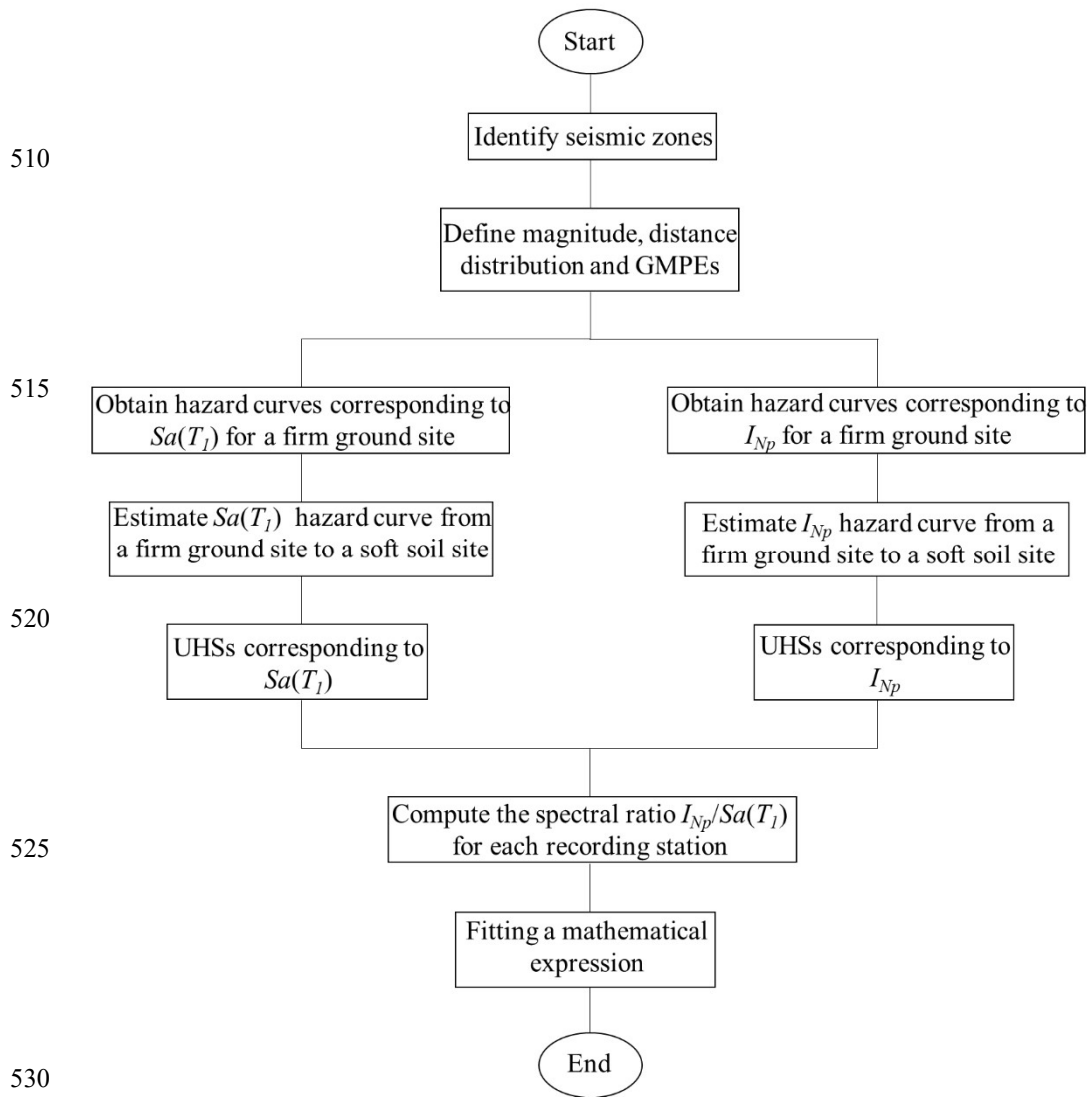 Start
Identify seismic zones
510
Define magnitude, distance
distribution and GMPEs
515
Obtain hazard curves corresponding to
Sa(T1) for a firm ground site
Obtain hazard curves corresponding to
INp for a firm ground site
Estimate Sa(T1) hazard curve from
a firm ground site to a soft soil site
Estimate INp hazard curve from a
firm ground site to a soft soil site
520
UHSs corresponding to
Sa(T1)
UHSs corresponding to
INp
Compute the spectral ratio INp/Sa(T1)
for each recording station
525
Fitting a mathematical
expression
End
530